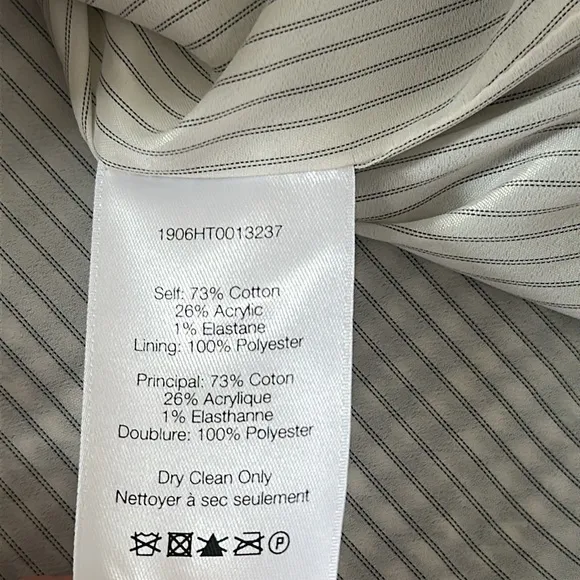 1906HT0013237
Self: 73% Cotton
26% Acrylic
1% Elastane
Lining: 100% Polyester
Principal: 73% Coton
26% Acrylique
1% Elasthanne
Doublure: 100% Polyester
Dry Clean Only
Nettoyer à sec seulement
P